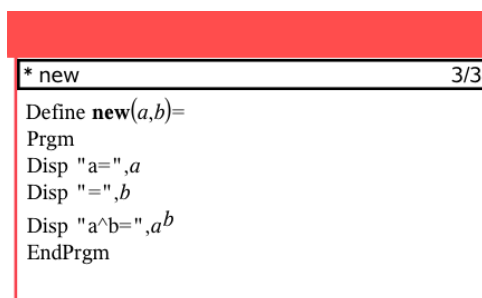 * new 3/3
Define new(a,b)=
Prgm
Disp "a=",a
Disp "=",b
Disp "a^b=",a^b
EndPrgm